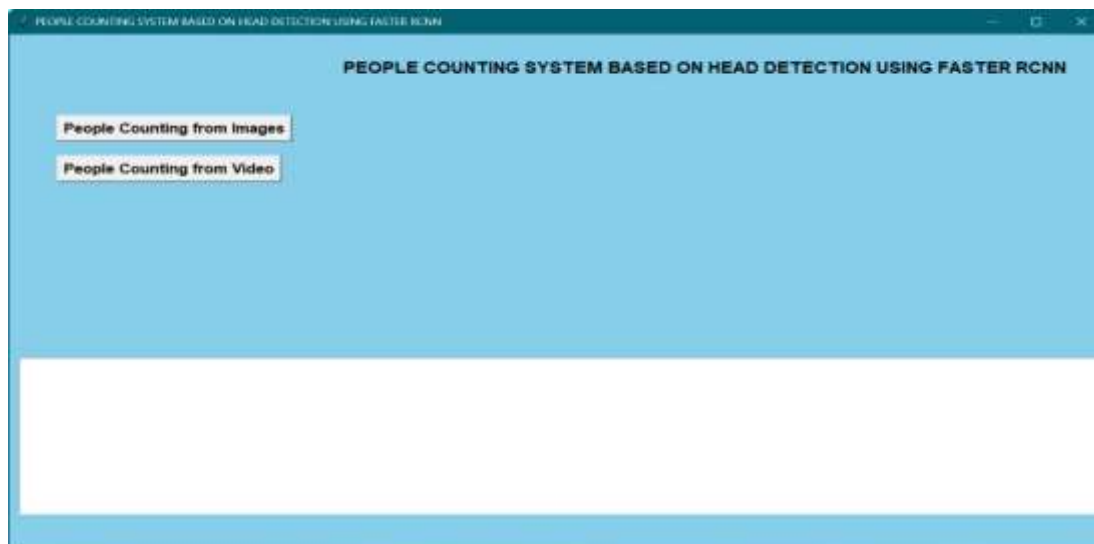 PEOPLE COUNTING SYSTEM BASED ON HEAD DETECTION USING FASTER RCNN
PEOPLE COUNTING SYSTEM BASED ON HEAD DETECTION USING FASTER RCNN
People Counting from Images
People Counting from Video